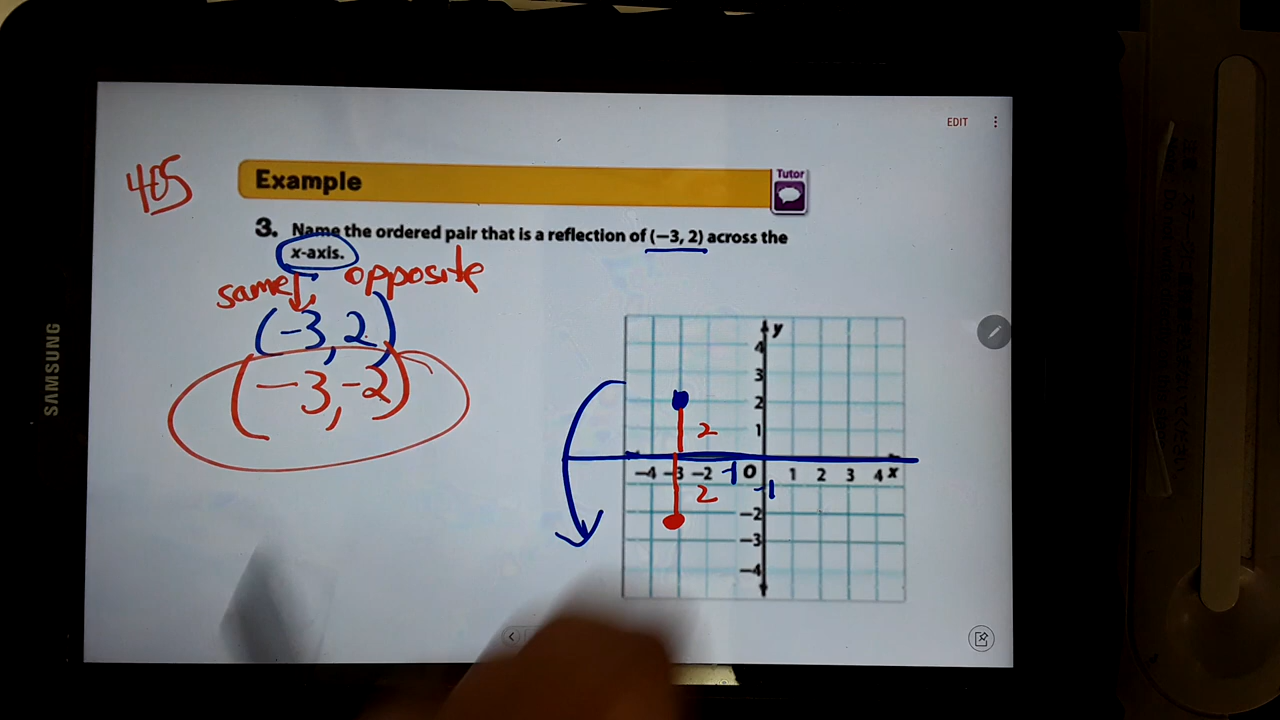 SAMSUNG
EDIT
405
Example
Tutor
3. Name the ordered pair that is a reflection of (−3, 2) across the
x-axis.
same, opposite
(-3, 2)
(-3, -2)
y
4
3
2
2
1
2
−4 −3 −2 -1 0 1 2 3 4 x
2
-1
−2
−3
−4